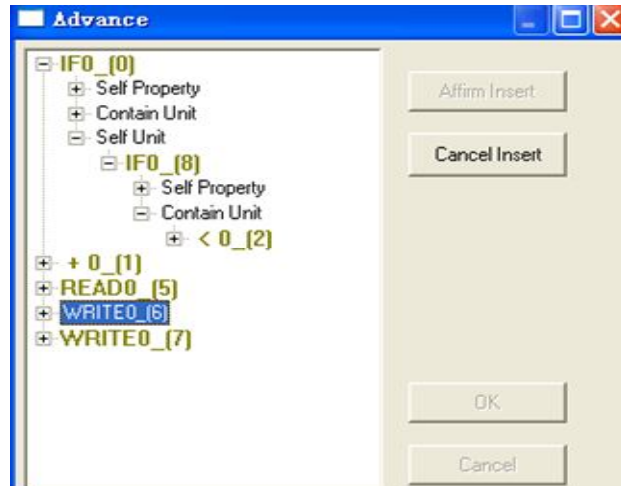 Advance
IF0_(0)
Self Property
Contain Unit
Self Unit
IF0_(8)
Self Property
Contain Unit
< 0_(2)
+ 0_(1)
READ0_(5)
WRITE0_(6)
WRITE0_(7)
Affirm Insert
Cancel Insert
OK
Cancel